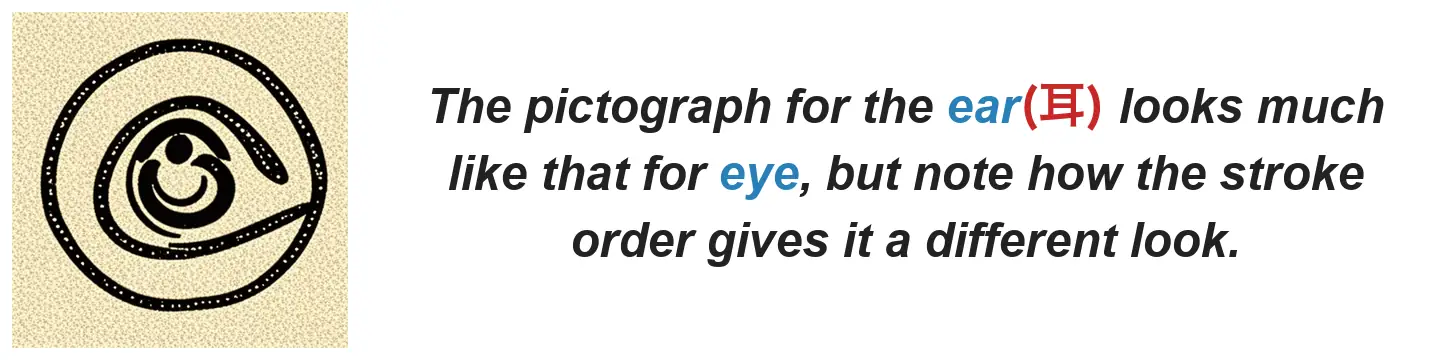 The pictograph for the ear(耳) looks much
like that for eye, but note how the stroke
order gives it a different look.